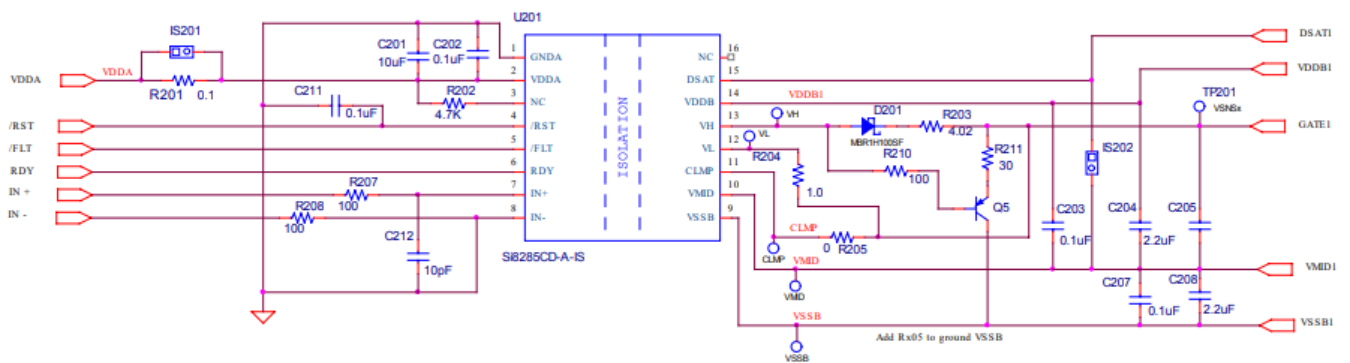 U201
IS201
VDDA
VDDA
R201
0.1
C201
10uF
C202
0.1uF
C211
0.1uF
R202
4.7K
/RST
/FLT
RDY
IN +
IN -
R207
100
R208
100
C212
10pF
1
GNDA
2
VDDA
3
NC
4
/RST
5
/FLT
6
RDY
7
IN+
8
IN-
ISOLATION
NC
16
DSAT
15
VDDB
14
VH
13
VL
12
CLMP
11
VMID
10
VSSB
9
Si8285CD-A-IS
VDDB1
VH
D201
MBR1H100SF
R203
4.02
VL
R204
1.0
R210
100
R211
30
Q5
CLMP
CLMP
0
R205
VMID
VMID
VSSB
VSSB
C203
0.1uF
IS202
C204
2.2uF
C205
C207
0.1uF
C208
2.2uF
TP201
VSNSx
DSAT1
VDDB1
GATE1
VMID1
VSSB1
Add Rx05 to ground VSSB